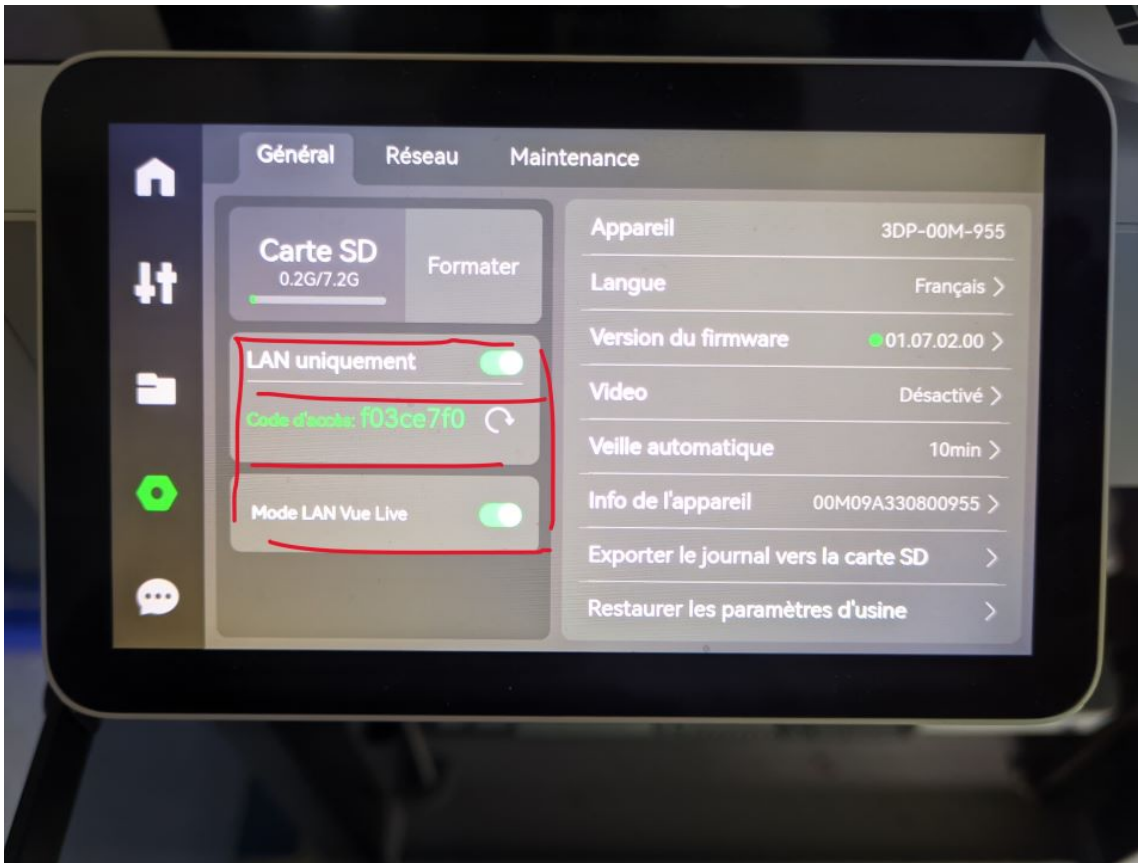 Général Réseau Maintenance
Carte SD
0.2G/7.2G
Formater
LAN uniquement
Code d'accès: f03ce7f0
Mode LAN Vue Live
Appareil 3DP-00M-955
Langue Français >
Version du firmware 01.07.02.00 >
Video Désactivé >
Veille automatique 10min >
Info de l'appareil 00M09A330800955 >
Exporter le journal vers la carte SD >
Restaurer les paramètres d'usine >